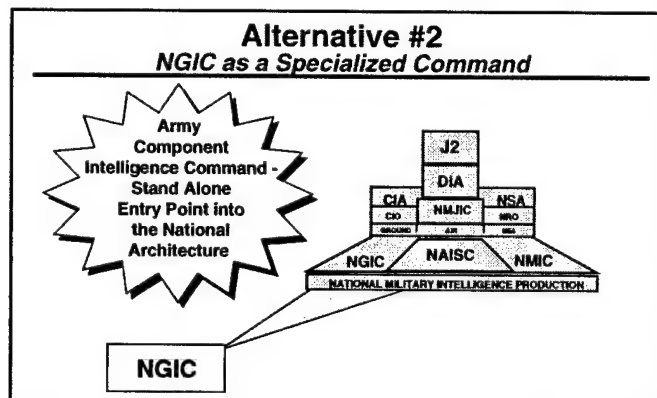 Alternative #2
NGIC as a Specialized Command
Army
Component
Intelligence Command -
Stand Alone
Entry Point into
the National
Architecture
J2
DIA
CIA NMJIC NSA
CIO NRO
GROUND AIR SEA
NGIC NAISC NMIC
NATIONAL MILITARY INTELLIGENCE PRODUCTION
NGIC